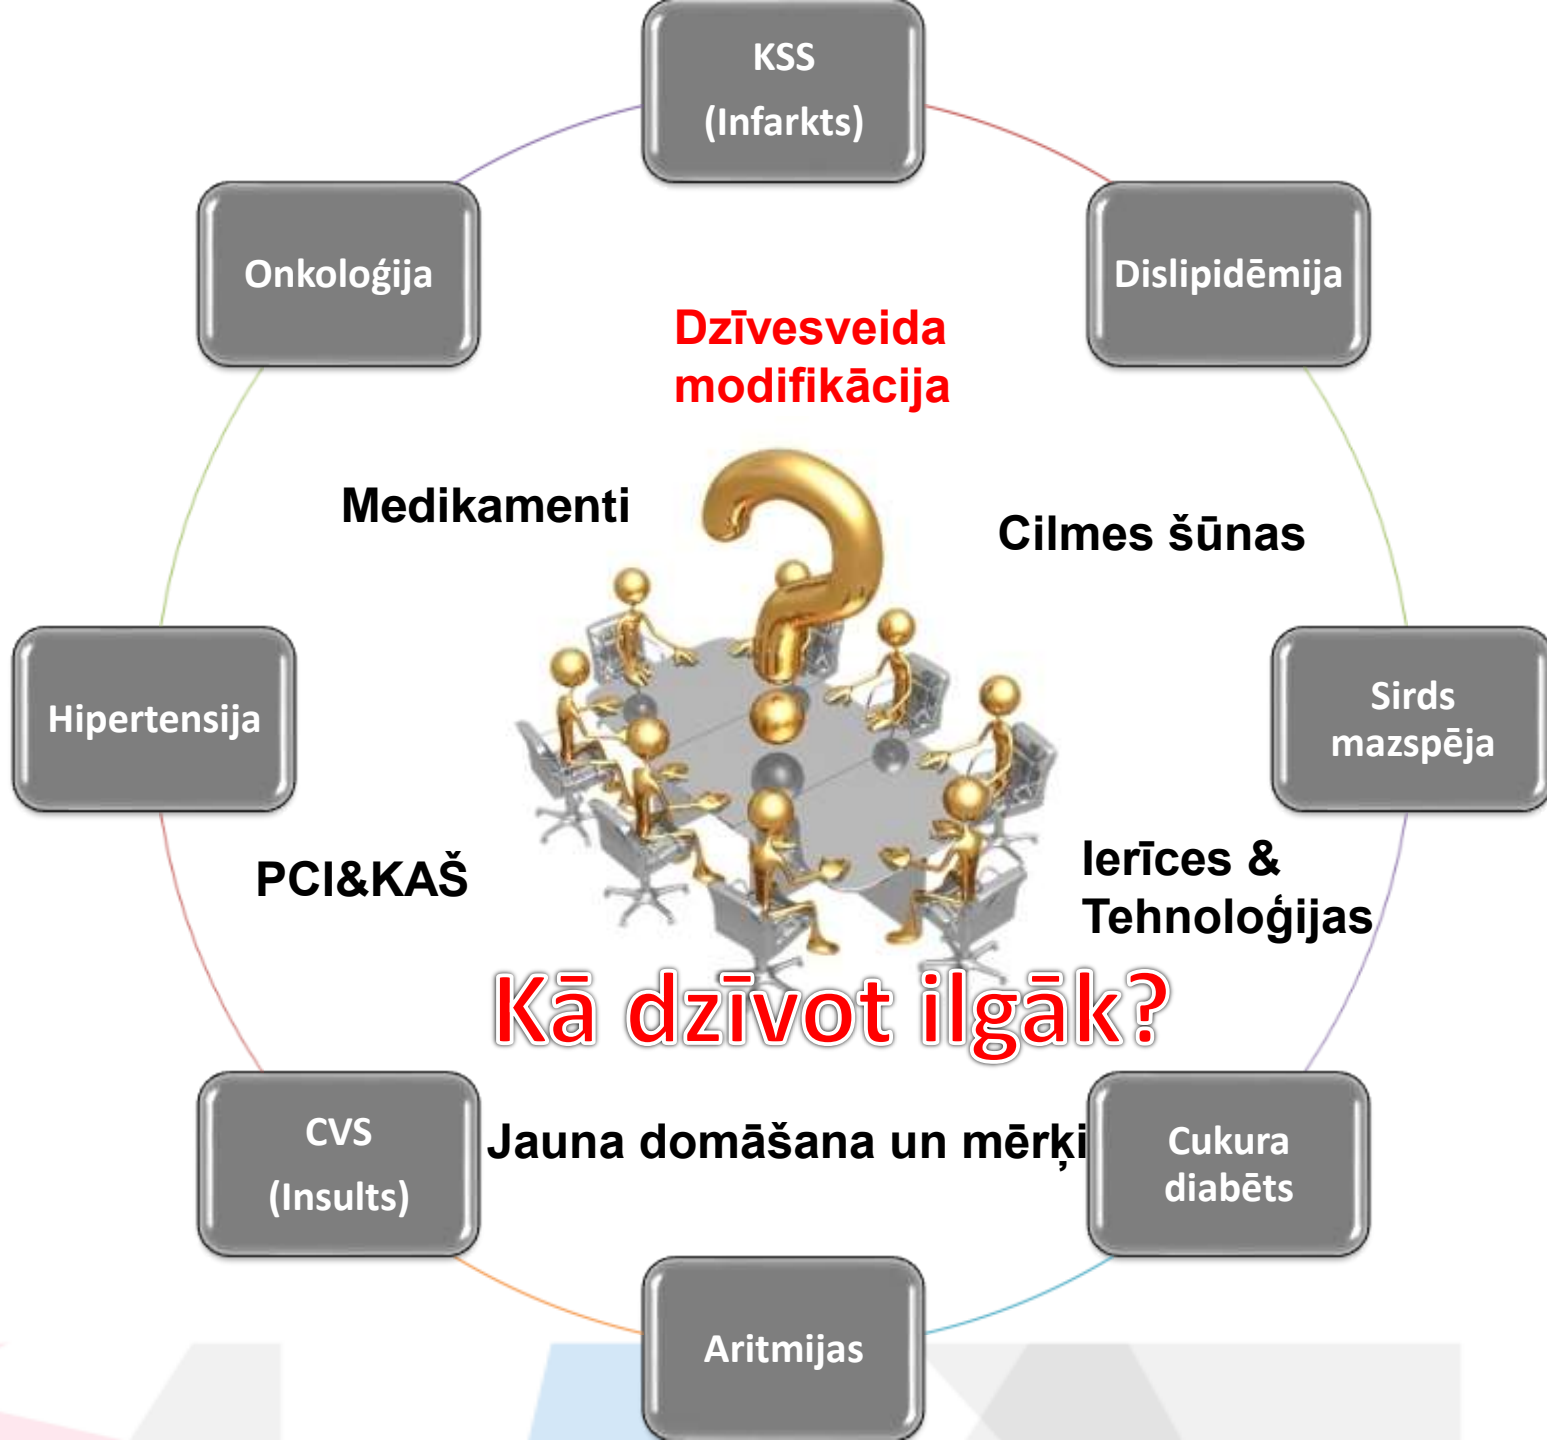 KSS
(Infarkts)
Onkoloģija
Dislipidēmija
Dzīvesveida
modifikācija
Medikamenti
Cilmes šūnas
Hipertensija
Sirds
mazspēja
PCI&KAŠ
Ierīces &
Tehnoloģijas
Kā dzīvot ilgāk?
CVS
(Insults)
Jauna domāšana un mērķi
Cukura
diabēts
Aritmijas